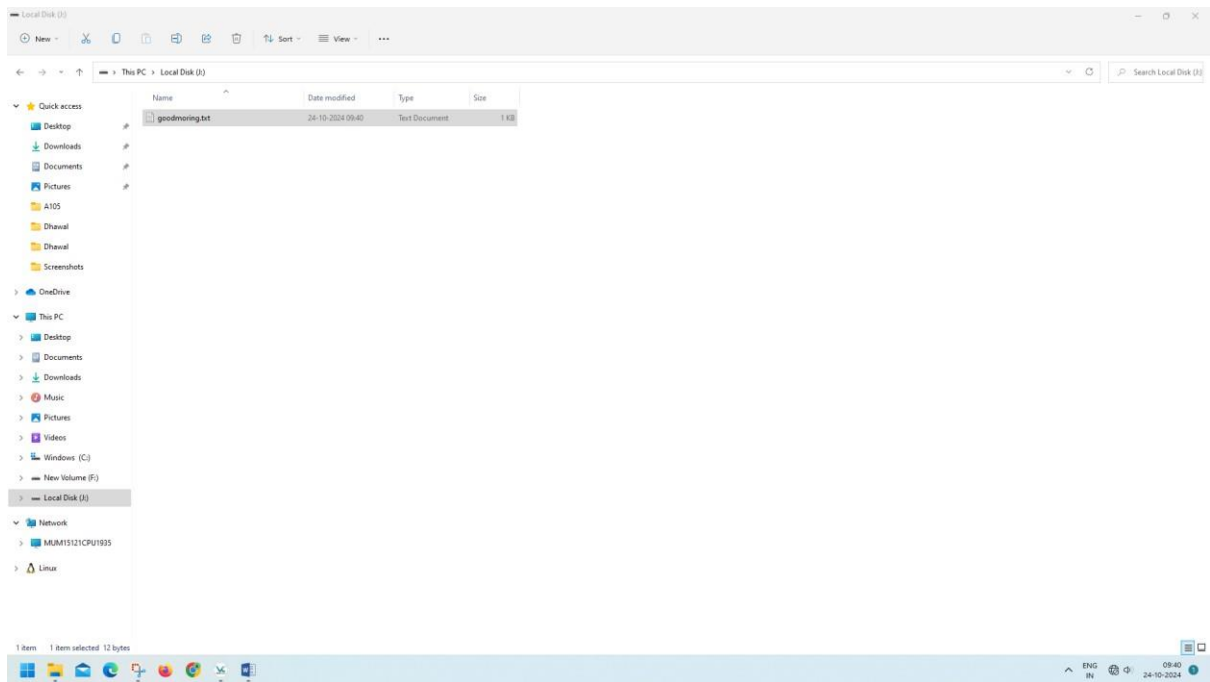 Local Disk (J:)
New Sort View ...
This PC > Local Disk (J:) Search Local Disk (J:)
Name Date modified Type Size
goodmoring.txt 24-10-2024 09:40 Text Document 1 KB
Quick access
Desktop
Downloads
Documents
Pictures
A105
Dhawal
Dhawal
Screenshots
OneDrive
This PC
Desktop
Documents
Downloads
Music
Pictures
Videos
Windows (C:)
New Volume (F:)
Local Disk (J:)
Network
MUM15121CPU1935
Linux
1 item 1 item selected 12 bytes
ENG 09:40
IN 24-10-2024